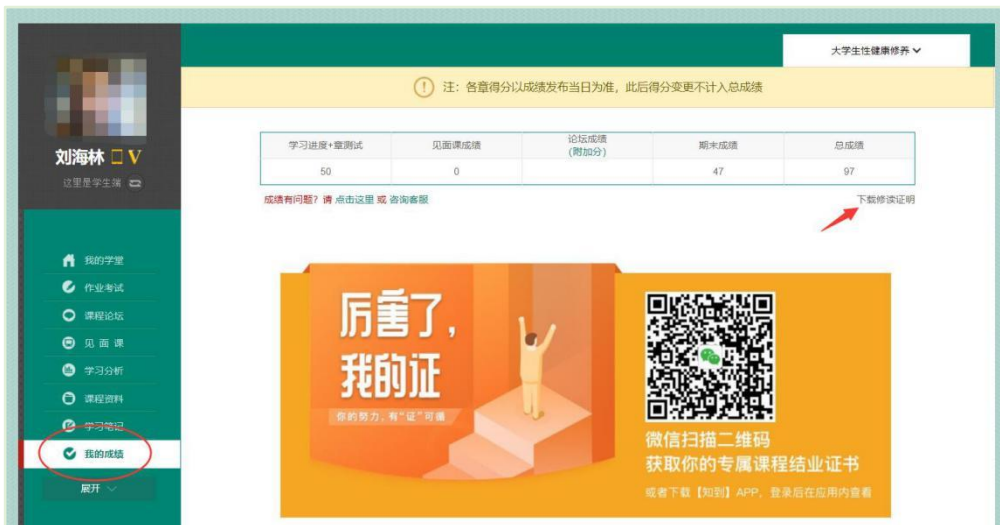 大学生性健康修养
注：各章得分以成绩发布当日为准，此后得分变更不计入总成绩
刘海林 V
这里是学生端
学习进度+章测试 见面课成绩 论坛成绩 期末成绩 总成绩
(附加分)
50 0 47 97
成绩有问题？请 点击这里 或 咨询客服
下载修读证明
我的学堂
作业考试
课程论坛
见面课
学习分析
课程资料
学习笔记
我的成绩
展开
厉害了，
我的证
你的努力，有“证”可循
微信扫描二维码
获取你的专属课程结业证书
或者下载【知到】APP，登录后在应用内查看